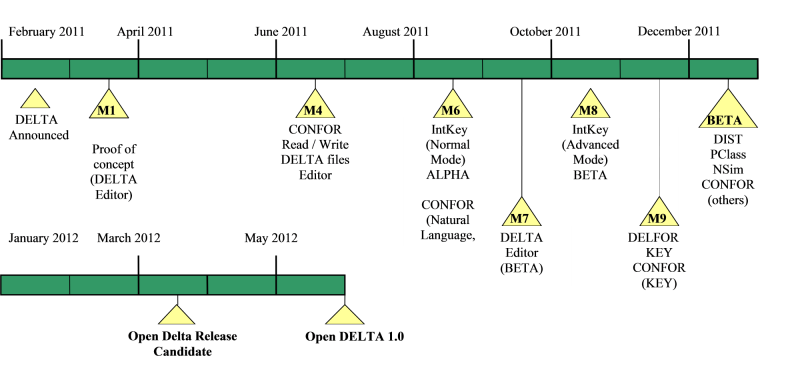 February 2011 April 2011 June 2011 August 2011 October 2011 December 2011
DELTA
Announced
M1
Proof of
concept
(DELTA
Editor)
M4
CONFOR
Read / Write
DELTA files
Editor
M6
IntKey
(Normal
Mode)
ALPHA
CONFOR
(Natural
Language,
M7
DELTA
Editor
(BETA)
M8
IntKey
(Advanced
Mode)
BETA
M9
DELFOR
KEY
CONFOR
(KEY)
BETA
DIST
PClass
NSim
CONFOR
(others)
January 2012 March 2012 May 2012
Open Delta Release
Candidate
Open DELTA 1.0